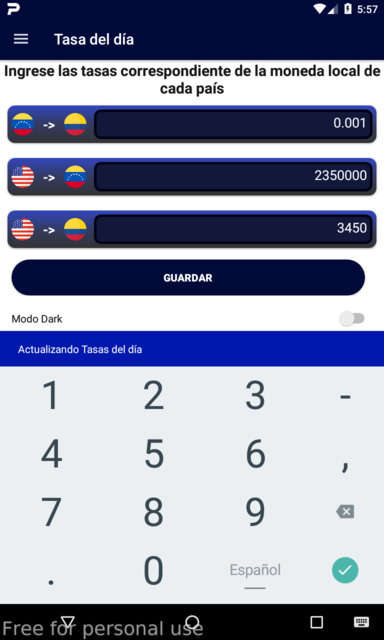 5:57
Tasa del día
Ingrese las tasas correspondiente de la moneda local de
cada país
-> 0.001
-> 2350000
-> 3450
GUARDAR
Modo Dark
Actualizando Tasas del día
1 2 3 -
4 5 6 ,
7 8 9
. 0 Español
Free for personal use